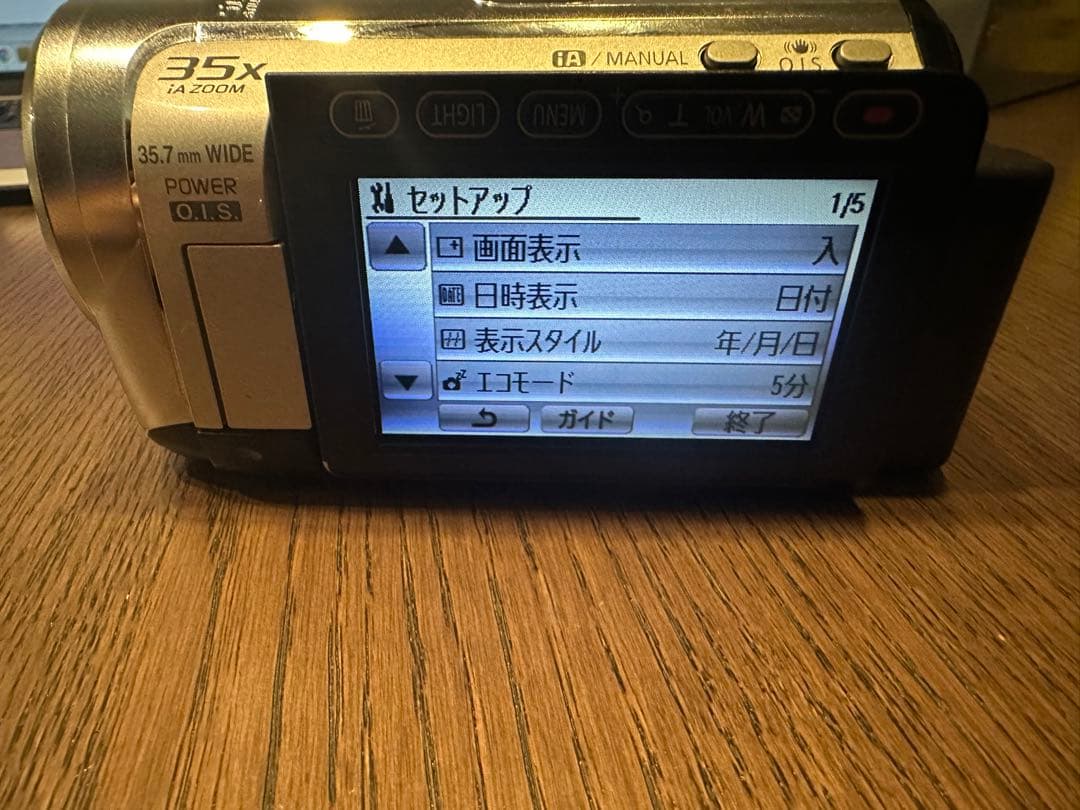 iA / MANUAL
O.I.S
35x
iA ZOOM
LIGHT
MENU
T VOL W
35.7mm WIDE
POWER
O.I.S.
セットアップ 1/5
画面表示 入
DATE 日時表示 日付
表示スタイル 年/月/日
エコモード 5分
ガイド 終了